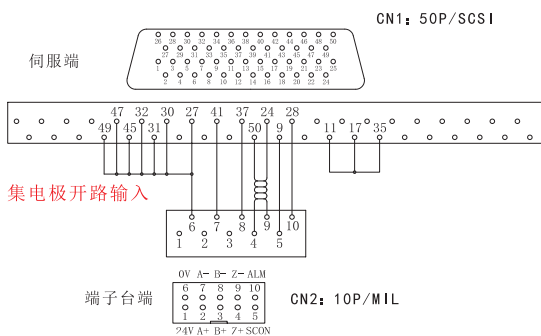 CN1: 50P/SCSI
伺服端
26 28 30 32 34 36 38 40 42 44 46 48 50
27 29 31 33 35 37 39 41 43 45 47 49
1 3 5 7 9 11 13 15 17 19 21 23 25
2 4 6 8 10 12 14 16 18 20 22 24
47 32 30 27 41 37 24 28
49 45 31 50 9 11 17 35
集电极开路输入
6 7 8 9 10
1 2 3 4 5
0V A- B- Z- ALM
端子台端
6 7 8 9 10
1 2 3 4 5
CN2: 10P/MIL
24V A+ B+ Z+ SCON